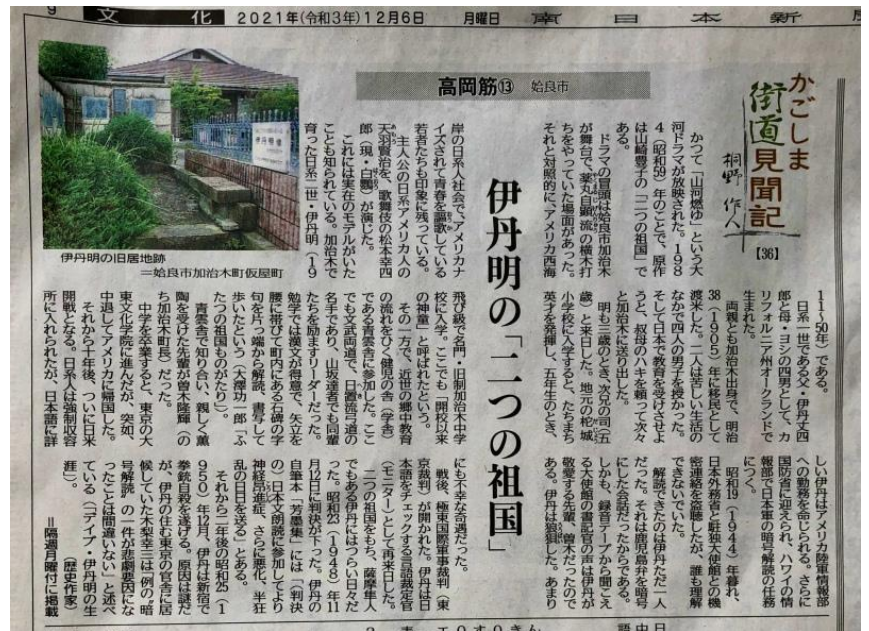 9
文化
2021年(令和3年)12月6日
月曜日
南日本新
かごしま
街道見聞記
桐野 作人
【36】
高岡筋⑬ 姶良市
伊丹明の「二つの祖国」
かつて「山河燃ゆ」という大
河ドラマが放映された。198
4(昭和59)年のことで、原作
は山崎豊子の「二つの祖国」で
ある。
ドラマの冒頭は姶良市加治木
が舞台で、薬丸自顕流の横木打
ちをやっていた場面があった。
それと対照的に、アメリカ西海
岸の日系人社会で、アメリカナ
イズされて青春を謳歌している
若者たちも印象に残っている。
主人公の日系アメリカ人の
天羽賢治を、歌舞伎の松本幸四
郎(現・白鸚)が演じた。
これには実在のモデルがいた
ことも知られている。加治木で
育った日系二世・伊丹明(19
伊丹明の旧居地跡
=姶良市加治木町仮屋町
11~50年)である。
日系一世である父・伊丹丈四
郎と母・ヨシの四男として、カ
リフォルニア州オークランドで
生まれた。
両親とも加治木出身で、明治
38(1905)年に移民として
渡米した。二人は苦しい生活の
なかで四人の男子を授かった。
そして日本で教育を受けさせよ
うと、叔母のハキを頼って次々
と加治木に送り出した。
明も三歳のとき、次兄の司(五
歳)と来日した。地元の柁城
小学校に入学すると、たちまち
英才を発揮し、五年生のとき、
飛び級で名門・旧制加治木中学
校に入学。ここでも「開校以来
の神童」と呼ばれたという。
その一方で、近世の郷中教育
の流れをひく健児の舎(学舎)
である青雲舎に加入した。ここ
でも文武両道で、日置流弓道の
名手であり、山坂達者でも同輩
たちを励ますリーダーだった。
勉学では漢文が得意で、矢立を
腰に帯びて町内にある石碑の字
句を片っ端から解読、書写して
歩いたという(大澤功一郎「ふ
たつの祖国ものがたり」)。
青雲舎で知り合い、親しく薫
陶を受けた先輩が曽木隆輝(の
ち加治木町長)だった。
中学を卒業すると、東京の大
東文化学院に進んだが、突如、
中退してアメリカに帰国した。
それから十年後、ついに日米
開戦となる。日系人は強制収容
所に入れられたが、日本語に詳
しい伊丹はアメリカ陸軍情報部
への勤務を命じられる。さらに
国防省に迎えられ、ハワイの情
報部で日本軍の暗号解読の任務
につく。
昭和19(1944)年暮れ、
日本外務省と駐独大使館との機
密連絡を盗聴したが、誰も理解
できないでいた。
解読できたのは伊丹ただ一人
だった。それは鹿児島弁を暗号
にした会話だったからである。
しかも、録音テープから聞こえ
る大使館の書記官の声は伊丹が
敬愛する先輩、曽木だったので
ある。伊丹は狼狽した。あまり
にも不幸な奇遇だった。
戦後、極東国際軍事裁判(東
京裁判)が開かれた。伊丹は日
本語をチェックする言語裁定官
(モニター)として再来日した。
二つの祖国をもち、薩摩隼人
でもある伊丹にはつらい日々だ
った。昭和23(1948)年11
月12日に判決が下った。伊丹の
自筆本「芳墨集」には「(判決
の)日本文朗読に参加してより
神経昂進症、さらに悪化、半狂
乱の日日を送る」とある。
それから二年後の昭和25(1
950)年12月、伊丹は新宿で
拳銃自殺を遂げる。原因は謎だ
が、伊丹の住む東京の官舎に居
候していた木梨幸三は「例の〝暗
号解読〟の一件が悲劇要因にな
ったことは間違いない」と述べ
ている(コテイア・伊丹明の生
涯」)。
(歴史作家)
=隔週月曜付に掲載